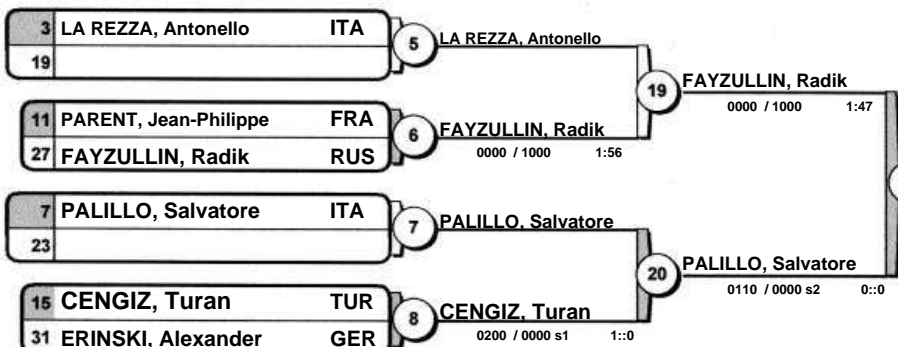 3 LA REZZA, Antonello ITA
19
5
LA REZZA, Antonello
11 PARENT, Jean-Philippe FRA
27 FAYZULLIN, Radik RUS
6
FAYZULLIN, Radik
0000 / 1000 1:56
19
FAYZULLIN, Radik
0000 / 1000 1:47
7 PALILLO, Salvatore ITA
23
7
PALILLO, Salvatore
15 CENGIZ, Turan TUR
31 ERINSKI, Alexander GER
8
CENGIZ, Turan
0200 / 0000 s1 1::0
20
PALILLO, Salvatore
0110 / 0000 s2 0::0